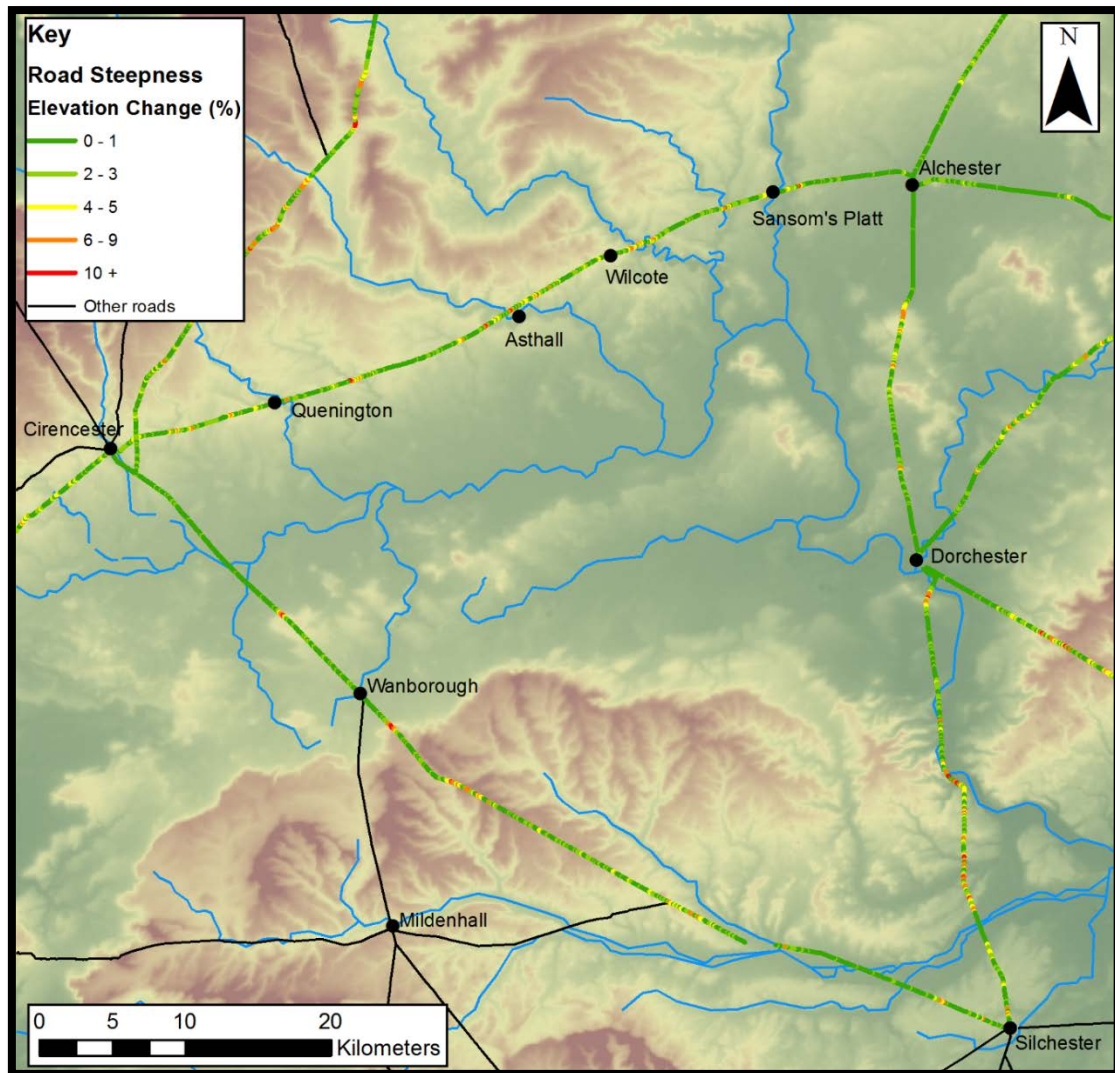 Key
Road Steepness
Elevation Change (%)
0 - 1
2 - 3
4 - 5
6 - 9
10 +
Other roads
N
Alchester
Sansom's Platt
Wilcote
Asthall
Quenington
Cirencester
Dorchester
Wanborough
Mildenhall
Silchester
0 5 10 20
Kilometers